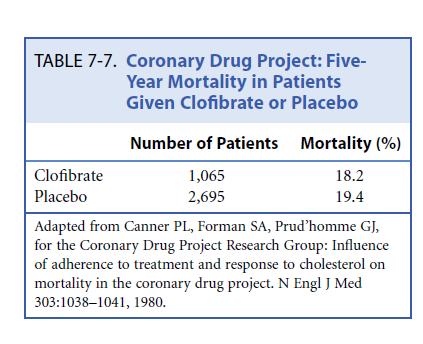 TABLE 7-7. Coronary Drug Project: Five-
Year Mortality in Patients
Given Clofibrate or Placebo
Number of Patients Mortality (%)
Clofibrate 1,065 18.2
Placebo 2,695 19.4
Adapted from Canner PL, Forman SA, Prud’homme GJ,
for the Coronary Drug Project Research Group: Influence
of adherence to treatment and response to cholesterol on
mortality in the coronary drug project. N Engl J Med
303:1038–1041, 1980.